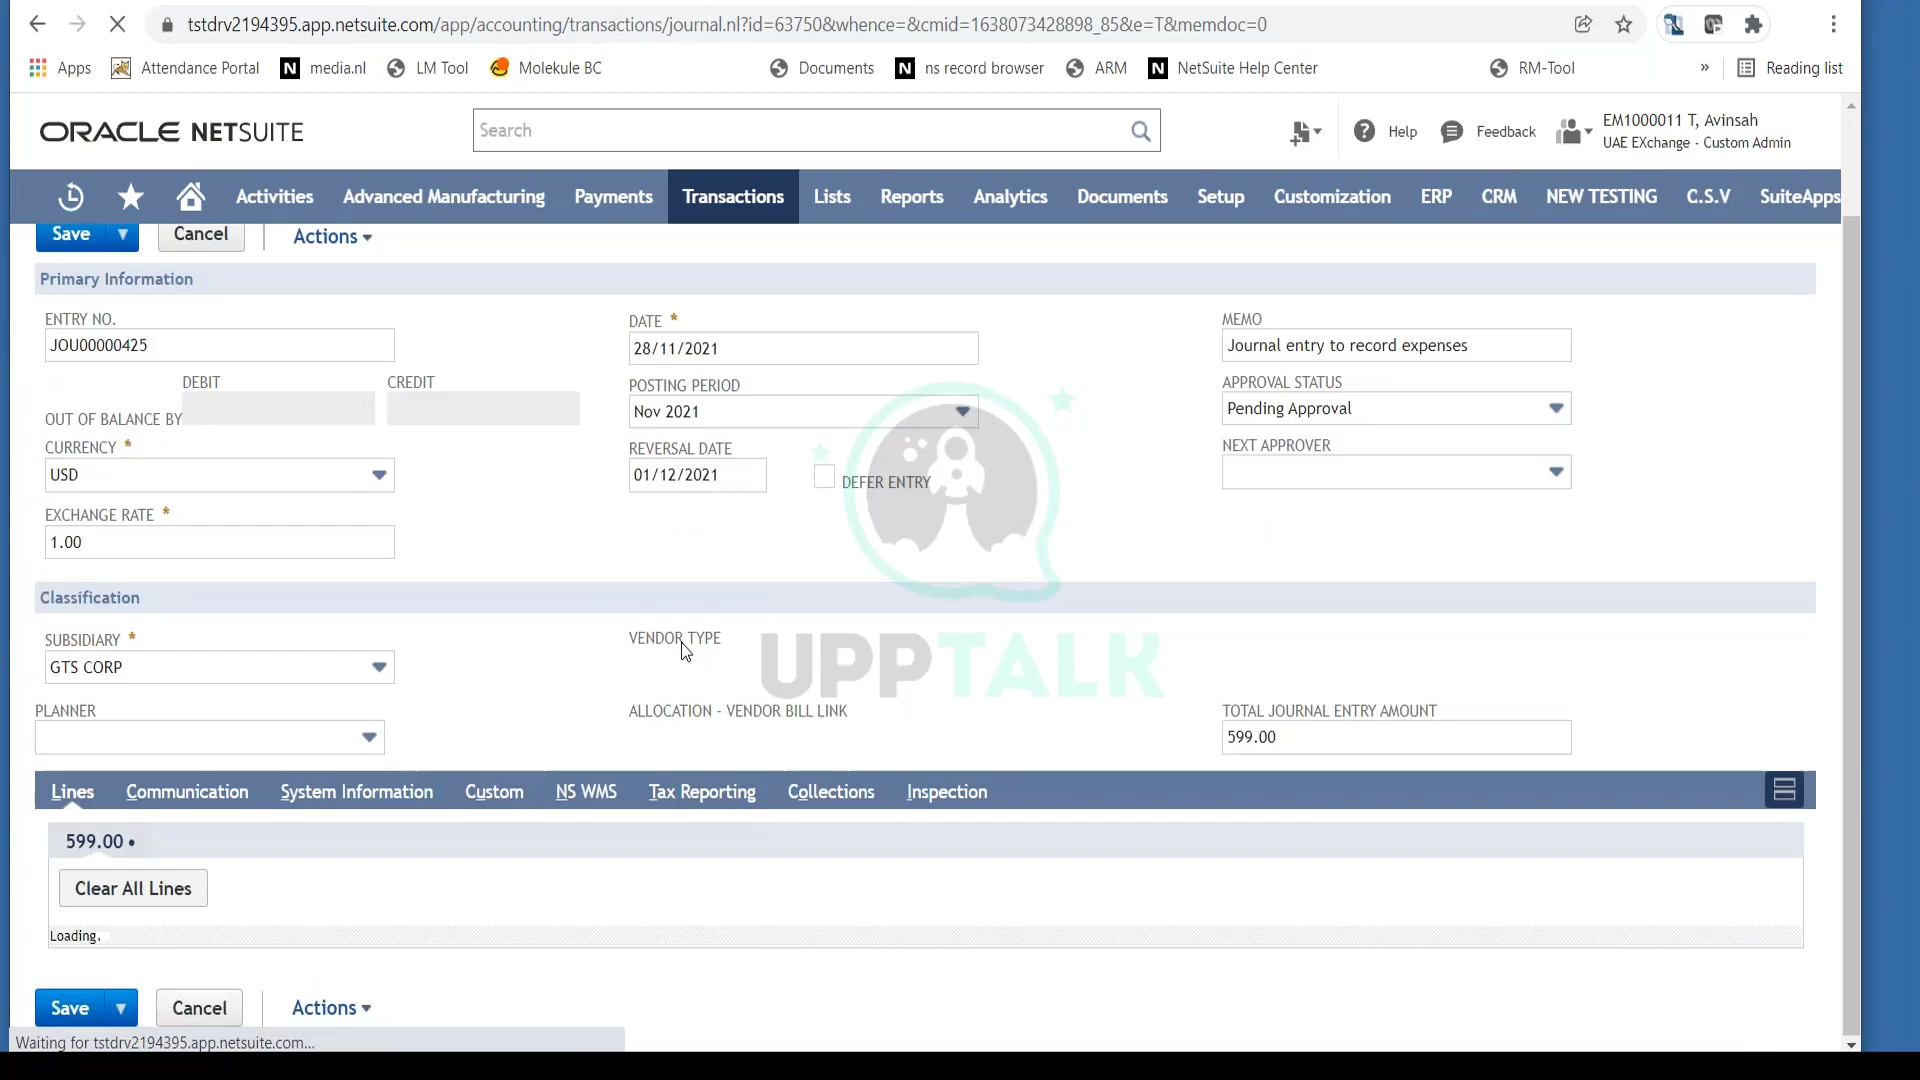 tstdrv2194395.app.netsuite.com/app/accounting/transactions/journal.nl?id=63750&whence=&cmid=1638073428898_85&e=T&memdoc=0
Apps Attendance Portal N media.nl LM Tool Molekule BC Documents N ns record browser ARM N NetSuite Help Center RM-Tool » Reading list
ORACLE NETSUITE Search Help Feedback EM1000011 T, Avinsah
UAE EXchange - Custom Admin
Activities Advanced Manufacturing Payments Transactions Lists Reports Analytics Documents Setup Customization ERP CRM NEW TESTING C.S.V SuiteApps
Save Cancel Actions
Primary Information
ENTRY NO. DATE * MEMO
JOU00000425 28/11/2021 Journal entry to record expenses
DEBIT CREDIT POSTING PERIOD APPROVAL STATUS
OUT OF BALANCE BY Nov 2021 Pending Approval
CURRENCY * REVERSAL DATE NEXT APPROVER
USD 01/12/2021 DEFER ENTRY
EXCHANGE RATE *
1.00
Classification
SUBSIDIARY * VENDOR TYPE
GTS CORP
UPPTALK
PLANNER ALLOCATION - VENDOR BILL LINK TOTAL JOURNAL ENTRY AMOUNT
599.00
Lines Communication System Information Custom NS WMS Tax Reporting Collections Inspection
599.00 •
Clear All Lines
Loading.
Save Cancel Actions
Waiting for tstdrv2194395.app.netsuite.com...